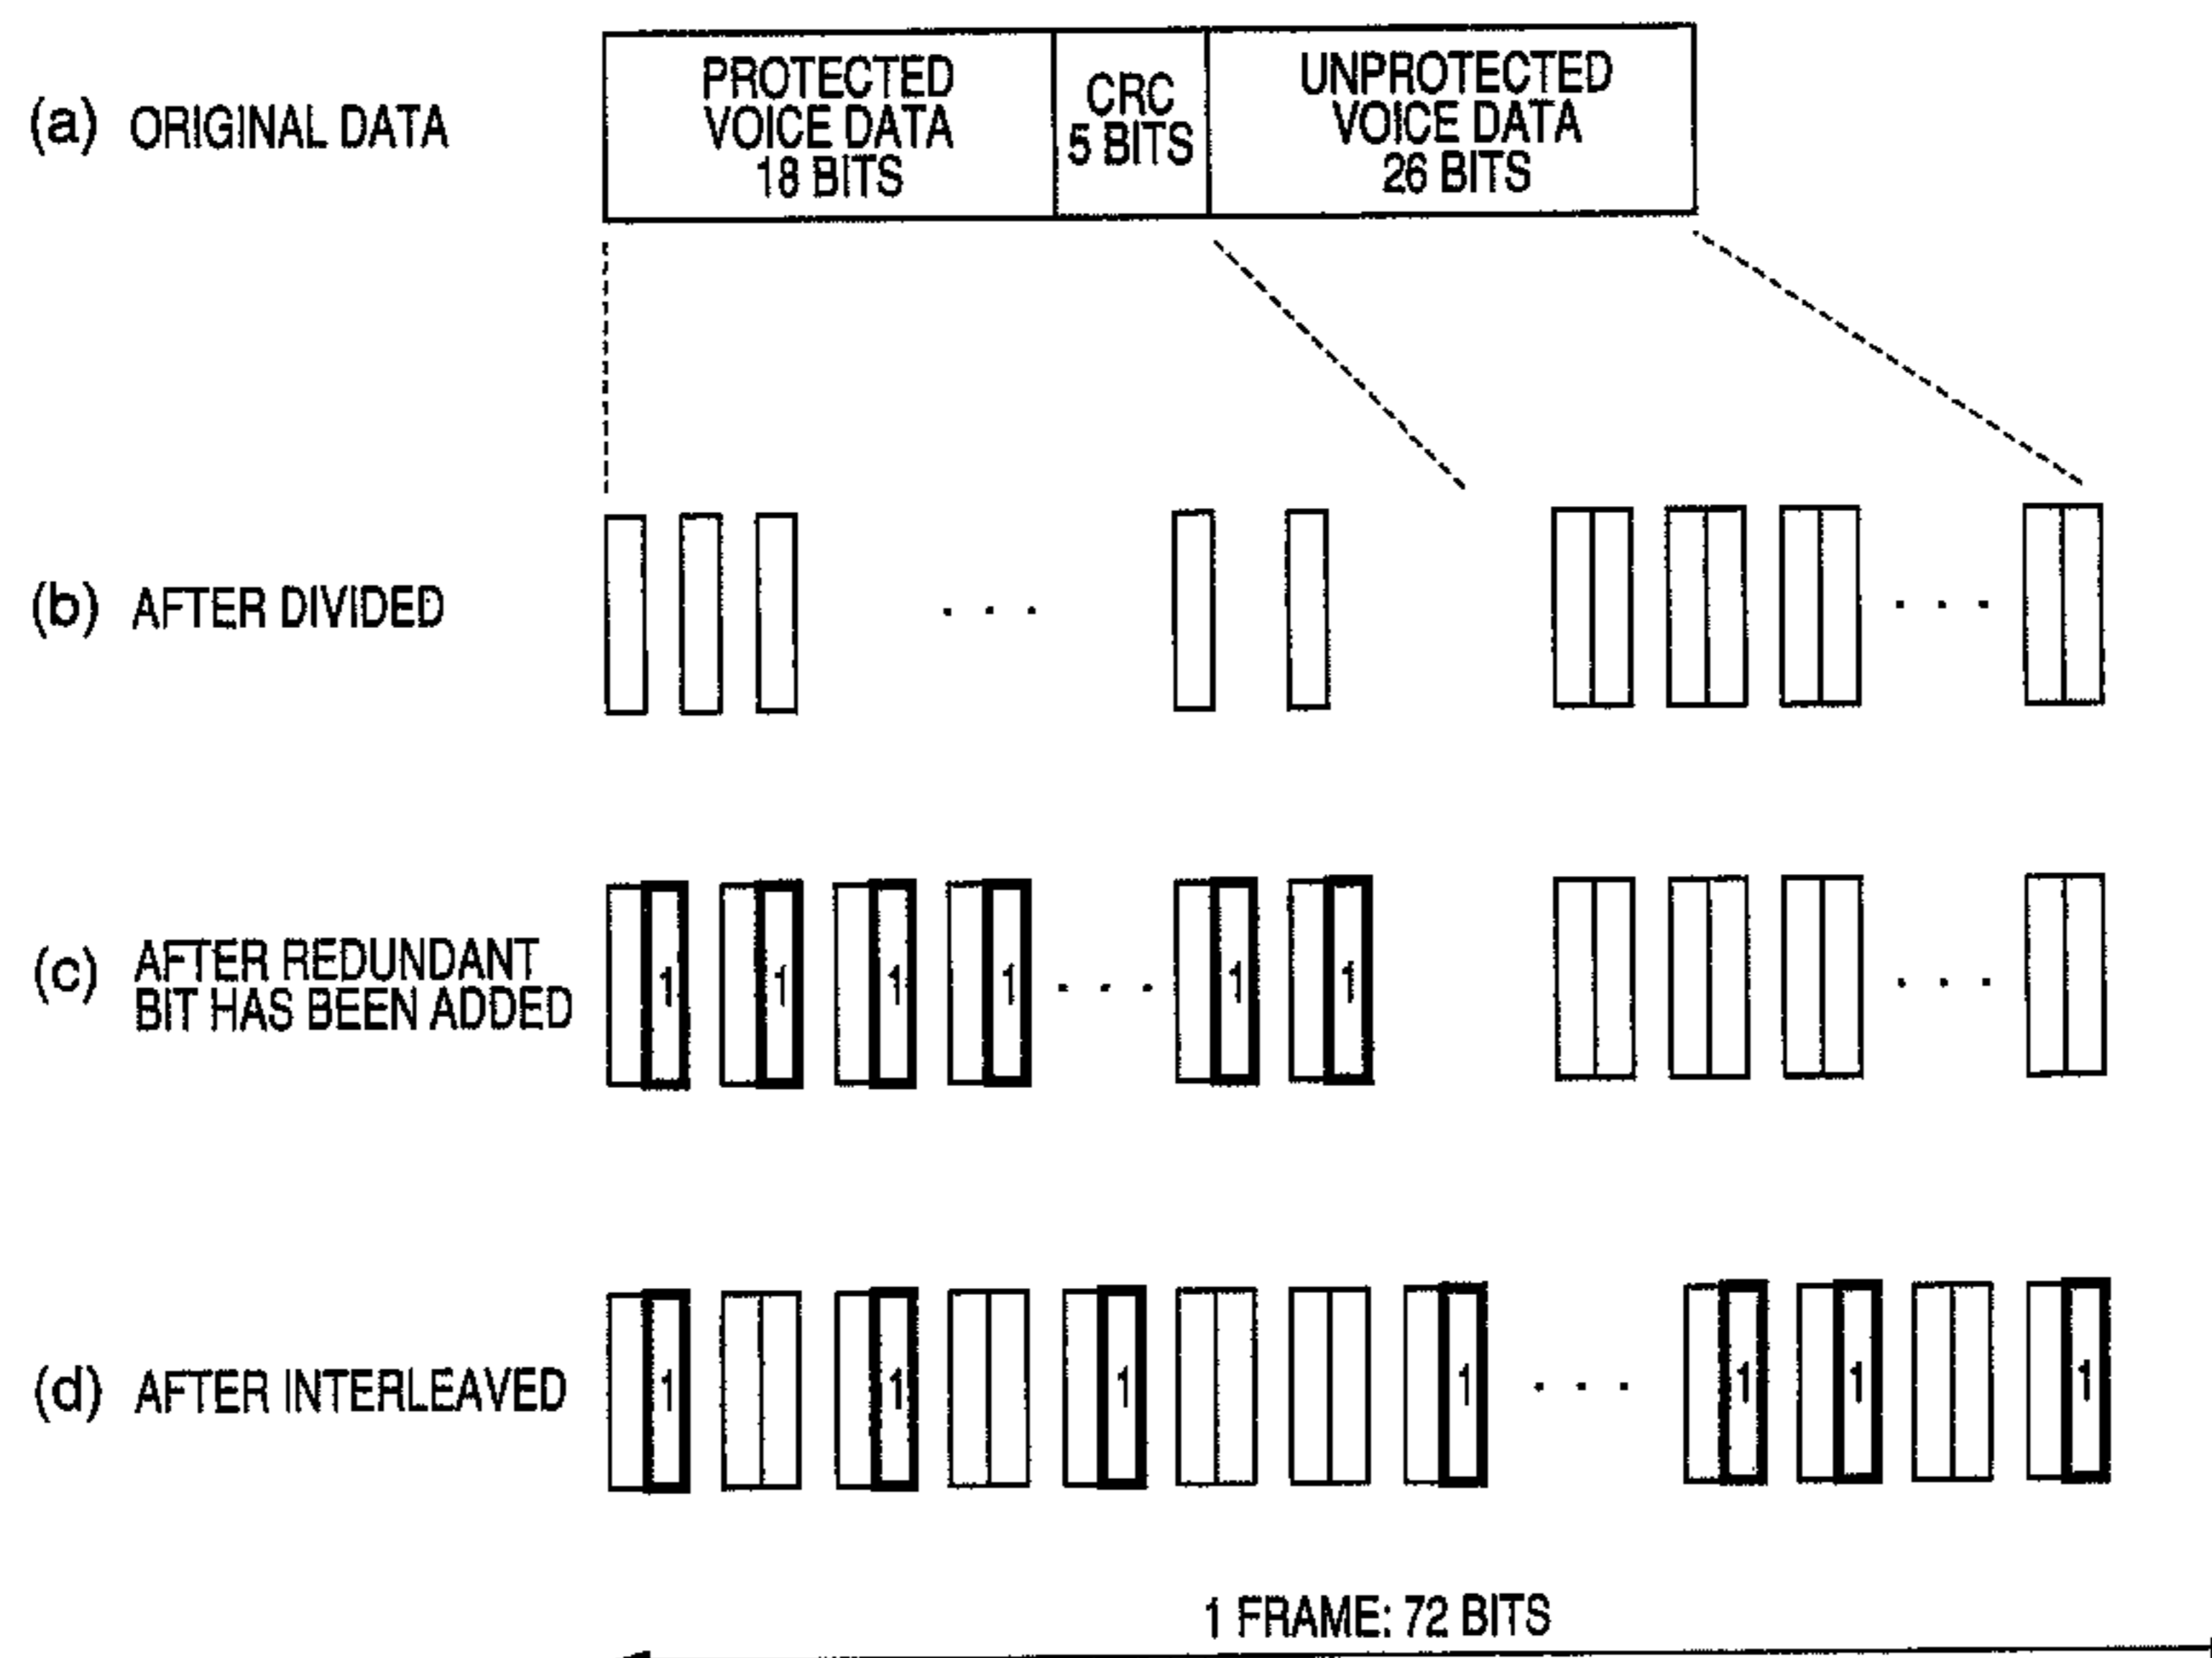 (a) ORIGINAL DATA
PROTECTED
VOICE DATA
18 BITS
CRC
5 BITS
UNPROTECTED
VOICE DATA
26 BITS
(b) AFTER DIVIDED
. . .
. . .
(c) AFTER REDUNDANT
BIT HAS BEEN ADDED
1 1 1 1 . . . 1 1 . . .
(d) AFTER INTERLEAVED
1 1 1 1 . . . 1 1 1
1 FRAME: 72 BITS